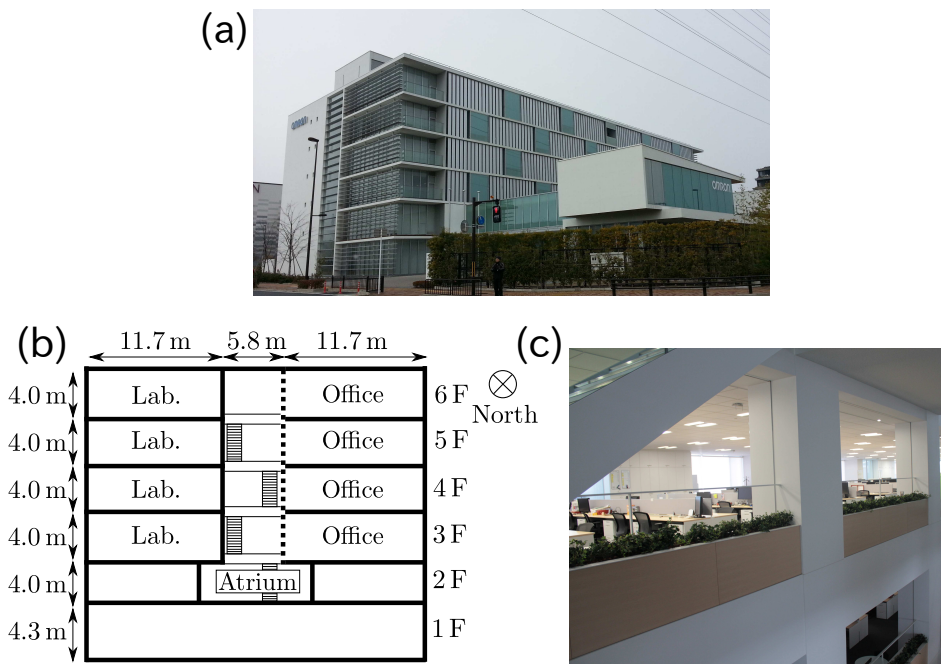 (a)
omron
omron
(b)
(c)
11.7 m 5.8 m 11.7 m
4.0 m Lab. Office 6 F
North
4.0 m Lab. Office 5 F
4.0 m Lab. Office 4 F
4.0 m Lab. Office 3 F
4.0 m Atrium 2 F
4.3 m 1 F